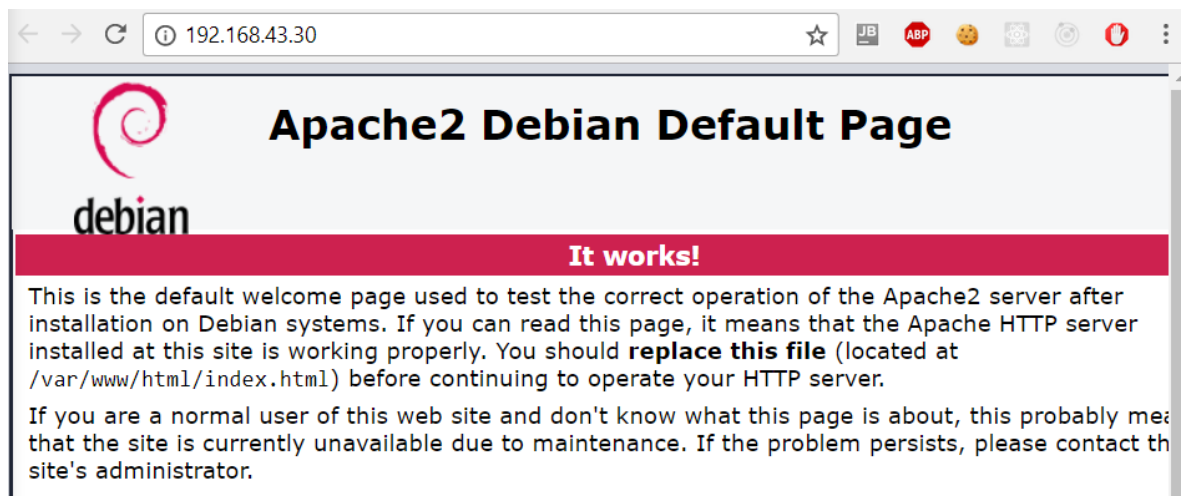 192.168.43.30
JB
ABP
Apache2 Debian Default Page
debian
It works!
This is the default welcome page used to test the correct operation of the Apache2 server after
installation on Debian systems. If you can read this page, it means that the Apache HTTP server
installed at this site is working properly. You should replace this file (located at
/var/www/html/index.html) before continuing to operate your HTTP server.
If you are a normal user of this web site and don't know what this page is about, this probably mea
that the site is currently unavailable due to maintenance. If the problem persists, please contact th
site's administrator.